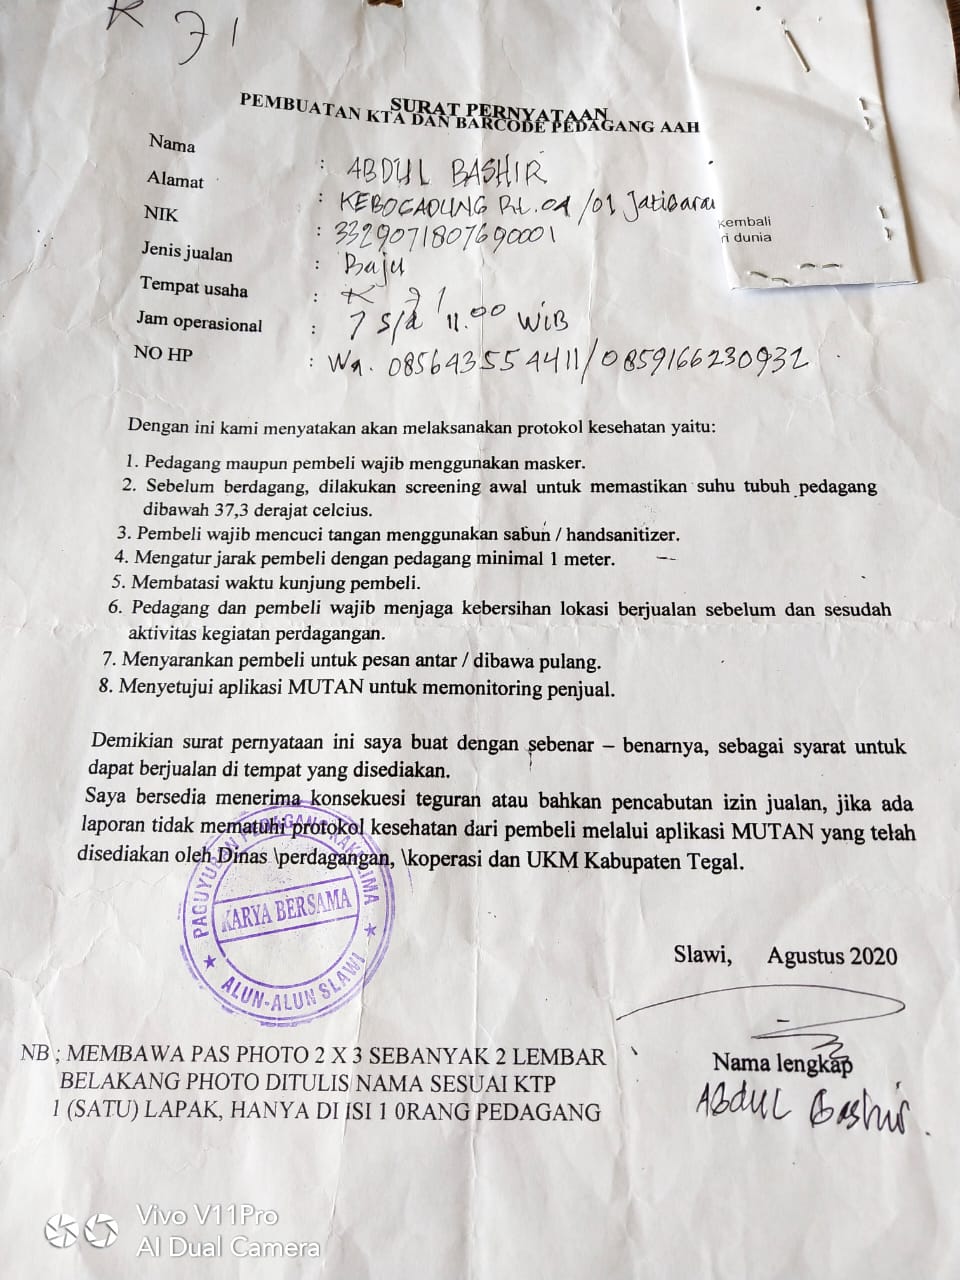 K 71
SURAT PERNYATAAN
PEMBUATAN KTA DAN BARCODE PEDAGANG AAH
Nama : ABDUL BASHIR
Alamat : KEBOGADUNG Rt. 04 /01 Jatibarai
NIK : 3329071807690001
Jenis jualan : Baju
Tempat usaha : K 71
Jam operasional : 7 s/d 11.00 WIB
NO HP : Wa. 085643554411/0859166230932
kembali
ri dunia
Dengan ini kami menyatakan akan melaksanakan protokol kesehatan yaitu:
1. Pedagang maupun pembeli wajib menggunakan masker.
2. Sebelum berdagang, dilakukan screening awal untuk memastikan suhu tubuh pedagang
dibawah 37,3 derajat celcius.
3. Pembeli wajib mencuci tangan menggunakan sabun / handsanitizer.
4. Mengatur jarak pembeli dengan pedagang minimal 1 meter.
5. Membatasi waktu kunjung pembeli.
6. Pedagang dan pembeli wajib menjaga kebersihan lokasi berjualan sebelum dan sesudah
aktivitas kegiatan perdagangan.
7. Menyarankan pembeli untuk pesan antar / dibawa pulang.
8. Menyetujui aplikasi MUTAN untuk memonitoring penjual.
Demikian surat pernyataan ini saya buat dengan sebenar – benarnya, sebagai syarat untuk
dapat berjualan di tempat yang disediakan.
Saya bersedia menerima konsekuesi teguran atau bahkan pencabutan izin jualan, jika ada
laporan tidak mematuhi protokol kesehatan dari pembeli melalui aplikasi MUTAN yang telah
disediakan oleh Dinas \perdagangan, \koperasi dan UKM Kabupaten Tegal.
PAGUYUBAN PEDAGANG KAKI LIMA
KARYA BERSAMA
ALUN-ALUN SLAWI
Slawi, Agustus 2020
Nama lengkap
Abdul Bashir.
NB ; MEMBAWA PAS PHOTO 2 X 3 SEBANYAK 2 LEMBAR
BELAKANG PHOTO DITULIS NAMA SESUAI KTP
1 (SATU) LAPAK, HANYA DI ISI 1 0RANG PEDAGANG
Vivo V11Pro
AI Dual Camera